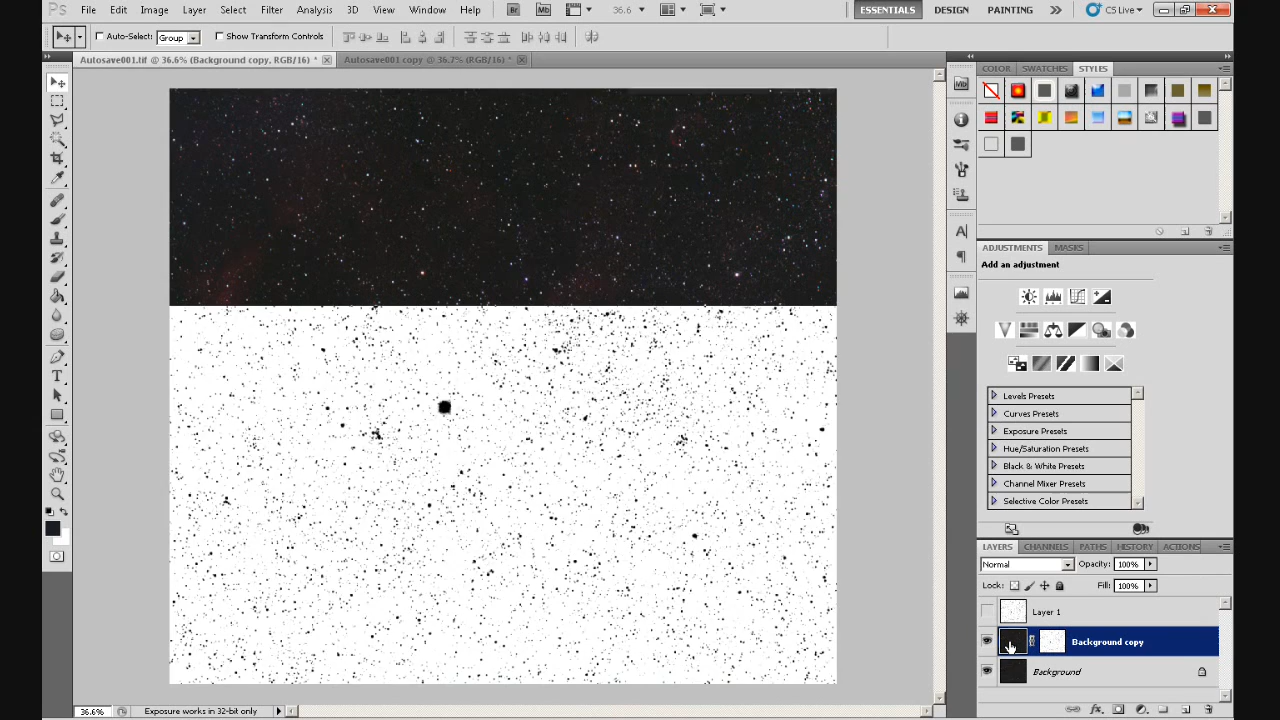 Ps File Edit Image Layer Select Filter Analysis 3D View Window Help Br Mb 36.6 ESSENTIALS DESIGN PAINTING CS Live
Auto-Select: Group Show Transform Controls
Autosave001.tif @ 36.6% (Background copy, RGB/16) * Autosave001 copy @ 36.7% (RGB/16*) *
COLOR SWATCHES STYLES
Mb
A
ADJUSTMENTS MASKS
Add an adjustment
Levels Presets
Curves Presets
Exposure Presets
Hue/Saturation Presets
Black & White Presets
Channel Mixer Presets
Selective Color Presets
T
LAYERS CHANNELS PATHS HISTORY ACTIONS
Normal Opacity: 100%
Lock: Fill: 100%
Layer 1
Background copy
Background
36.6% Exposure works in 32-bit only
fx